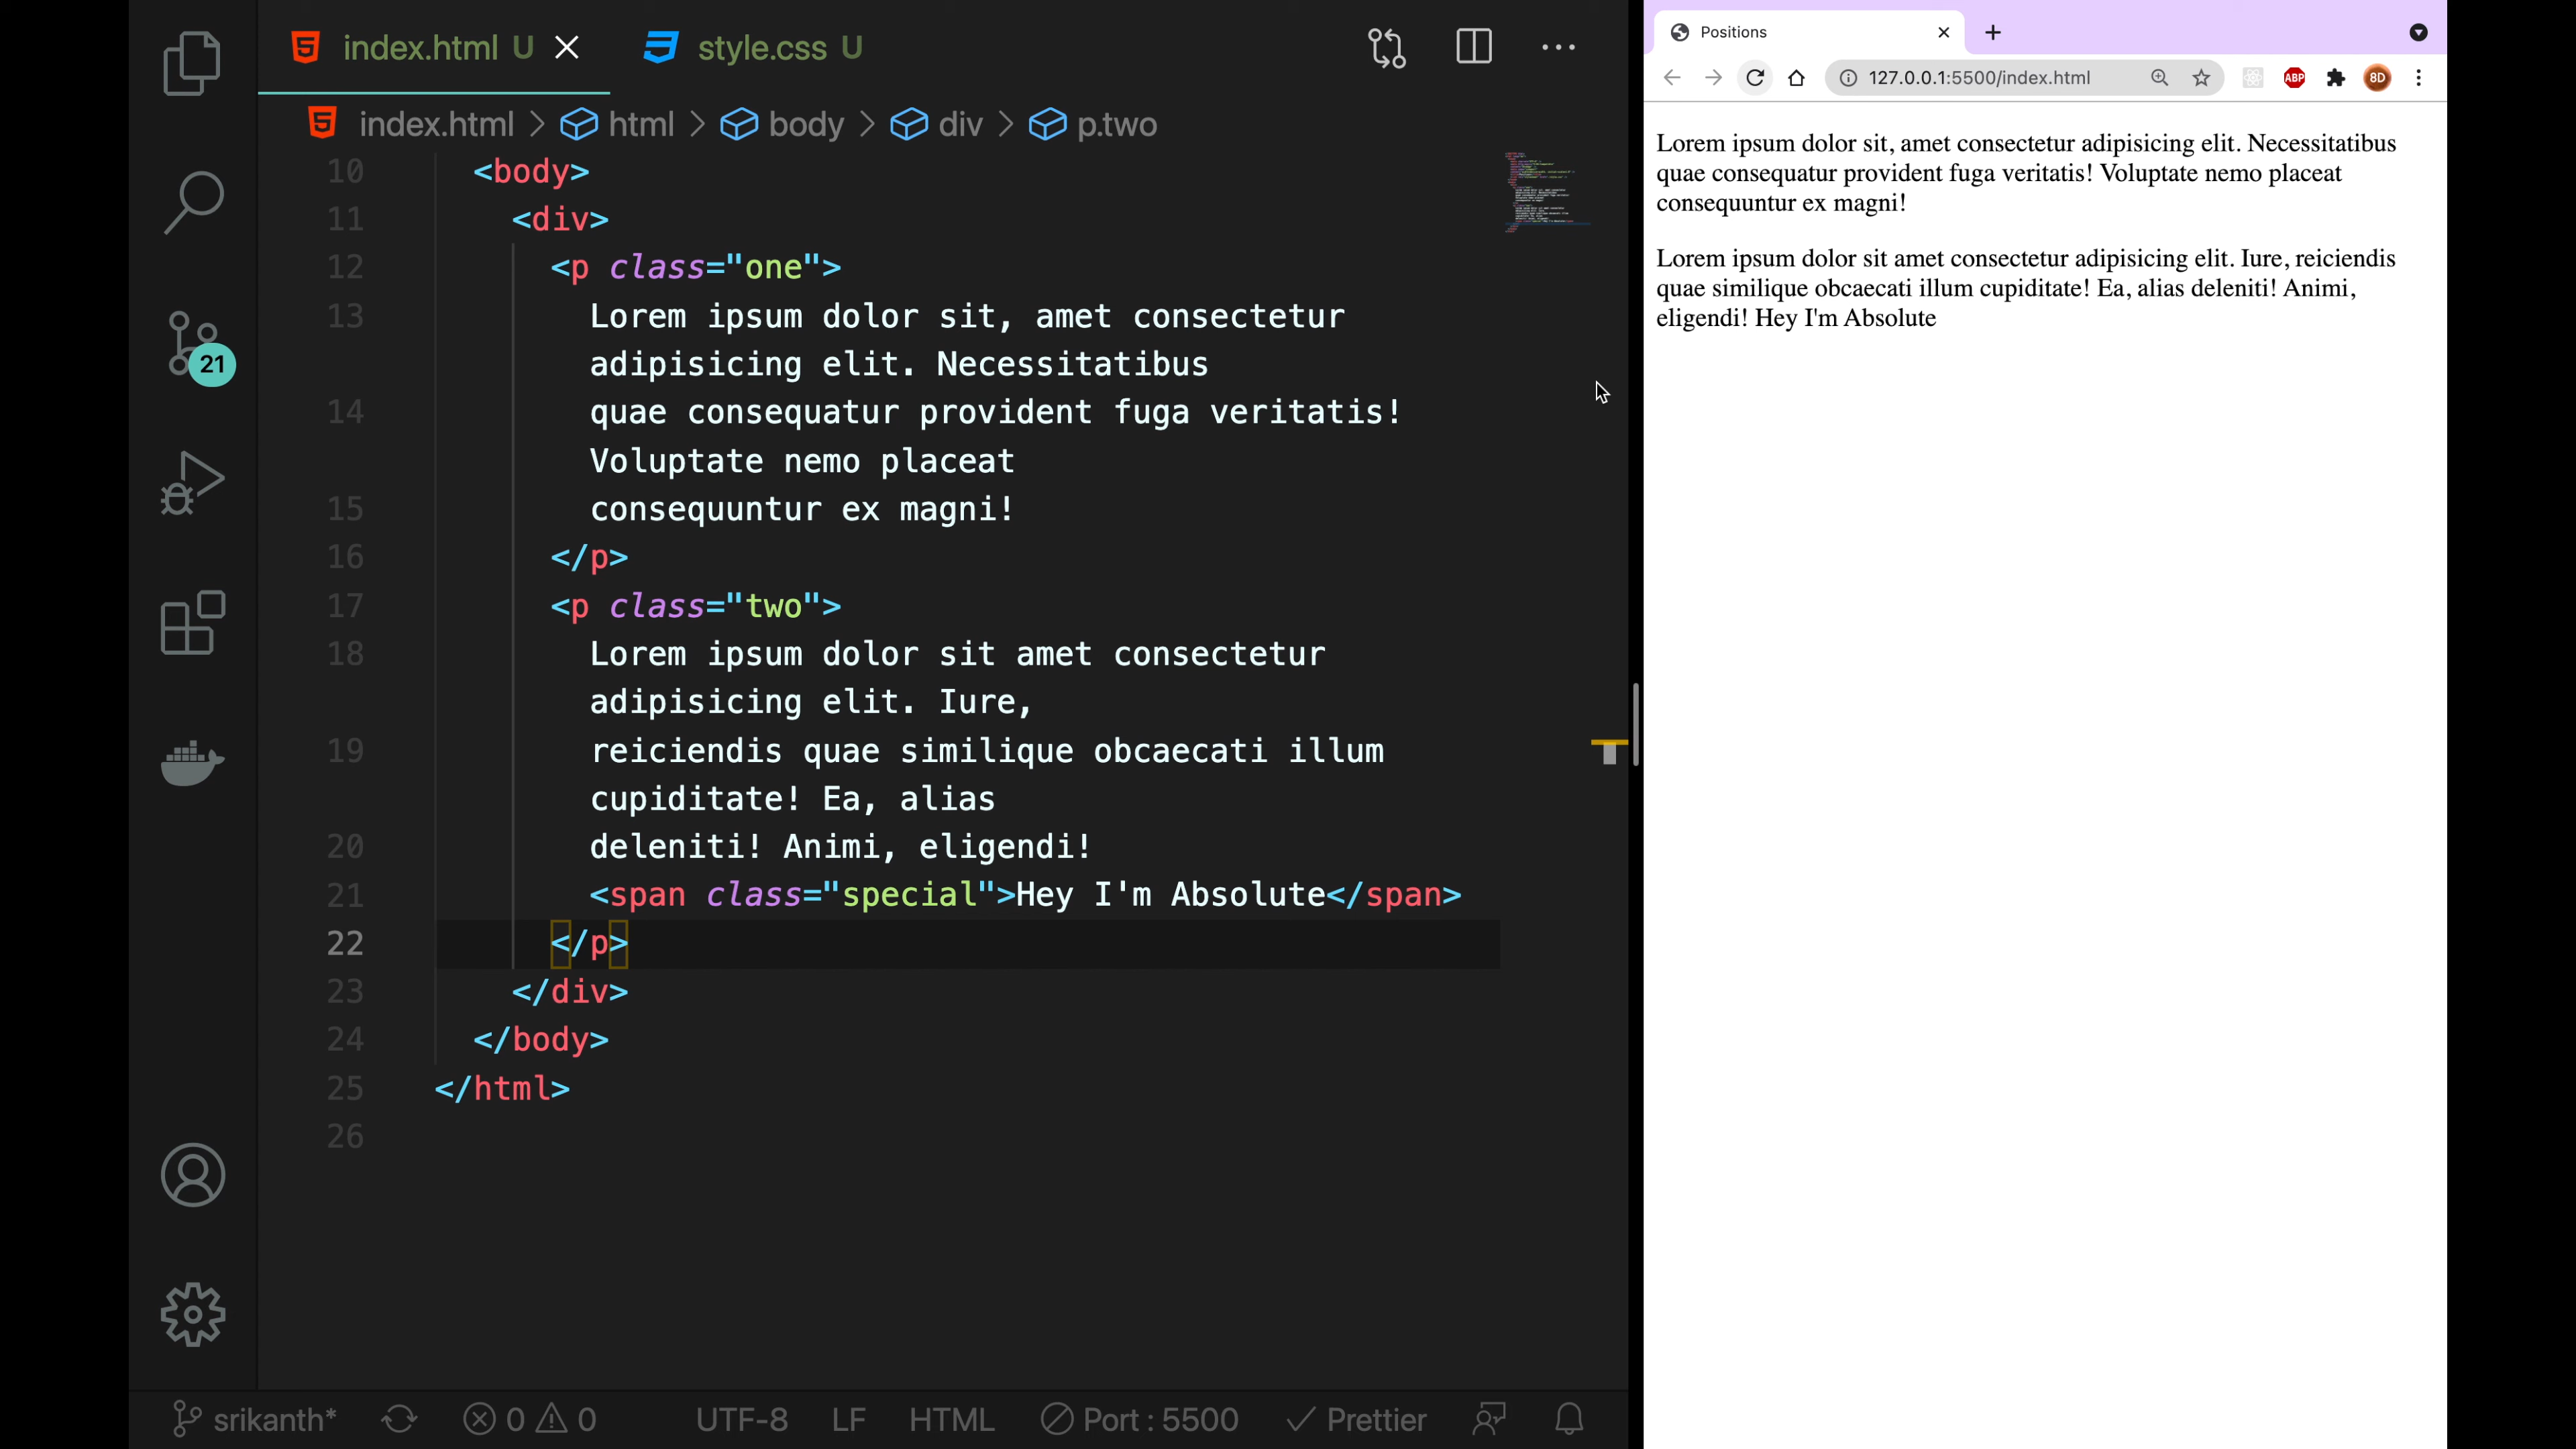 index.html U
style.css U
index.html > html > body > div > p.two
10 <body>
11 <div>
12 <p class="one">
13 Lorem ipsum dolor sit, amet consectetur
adipisicing elit. Necessitatibus
14 quae consequatur provident fuga veritatis!
Voluptate nemo placeat
15 consequuntur ex magni!
16 </p>
17 <p class="two">
18 Lorem ipsum dolor sit amet consectetur
adipisicing elit. Iure,
19 reiciendis quae similique obcaecati illum
cupiditate! Ea, alias
20 deleniti! Animi, eligendi!
21 <span class="special">Hey I'm Absolute</span>
22 </p>
23 </div>
24 </body>
25 </html>
26
21
srikanth* 0 0 UTF-8 LF HTML Port : 5500 Prettier
Positions
127.0.0.1:5500/index.html
ABP
8D
Lorem ipsum dolor sit, amet consectetur adipisicing elit. Necessitatibus
quae consequatur provident fuga veritatis! Voluptate nemo placeat
consequuntur ex magni!
Lorem ipsum dolor sit amet consectetur adipisicing elit. Iure, reiciendis
quae similique obcaecati illum cupiditate! Ea, alias deleniti! Animi,
eligendi! Hey I'm Absolute